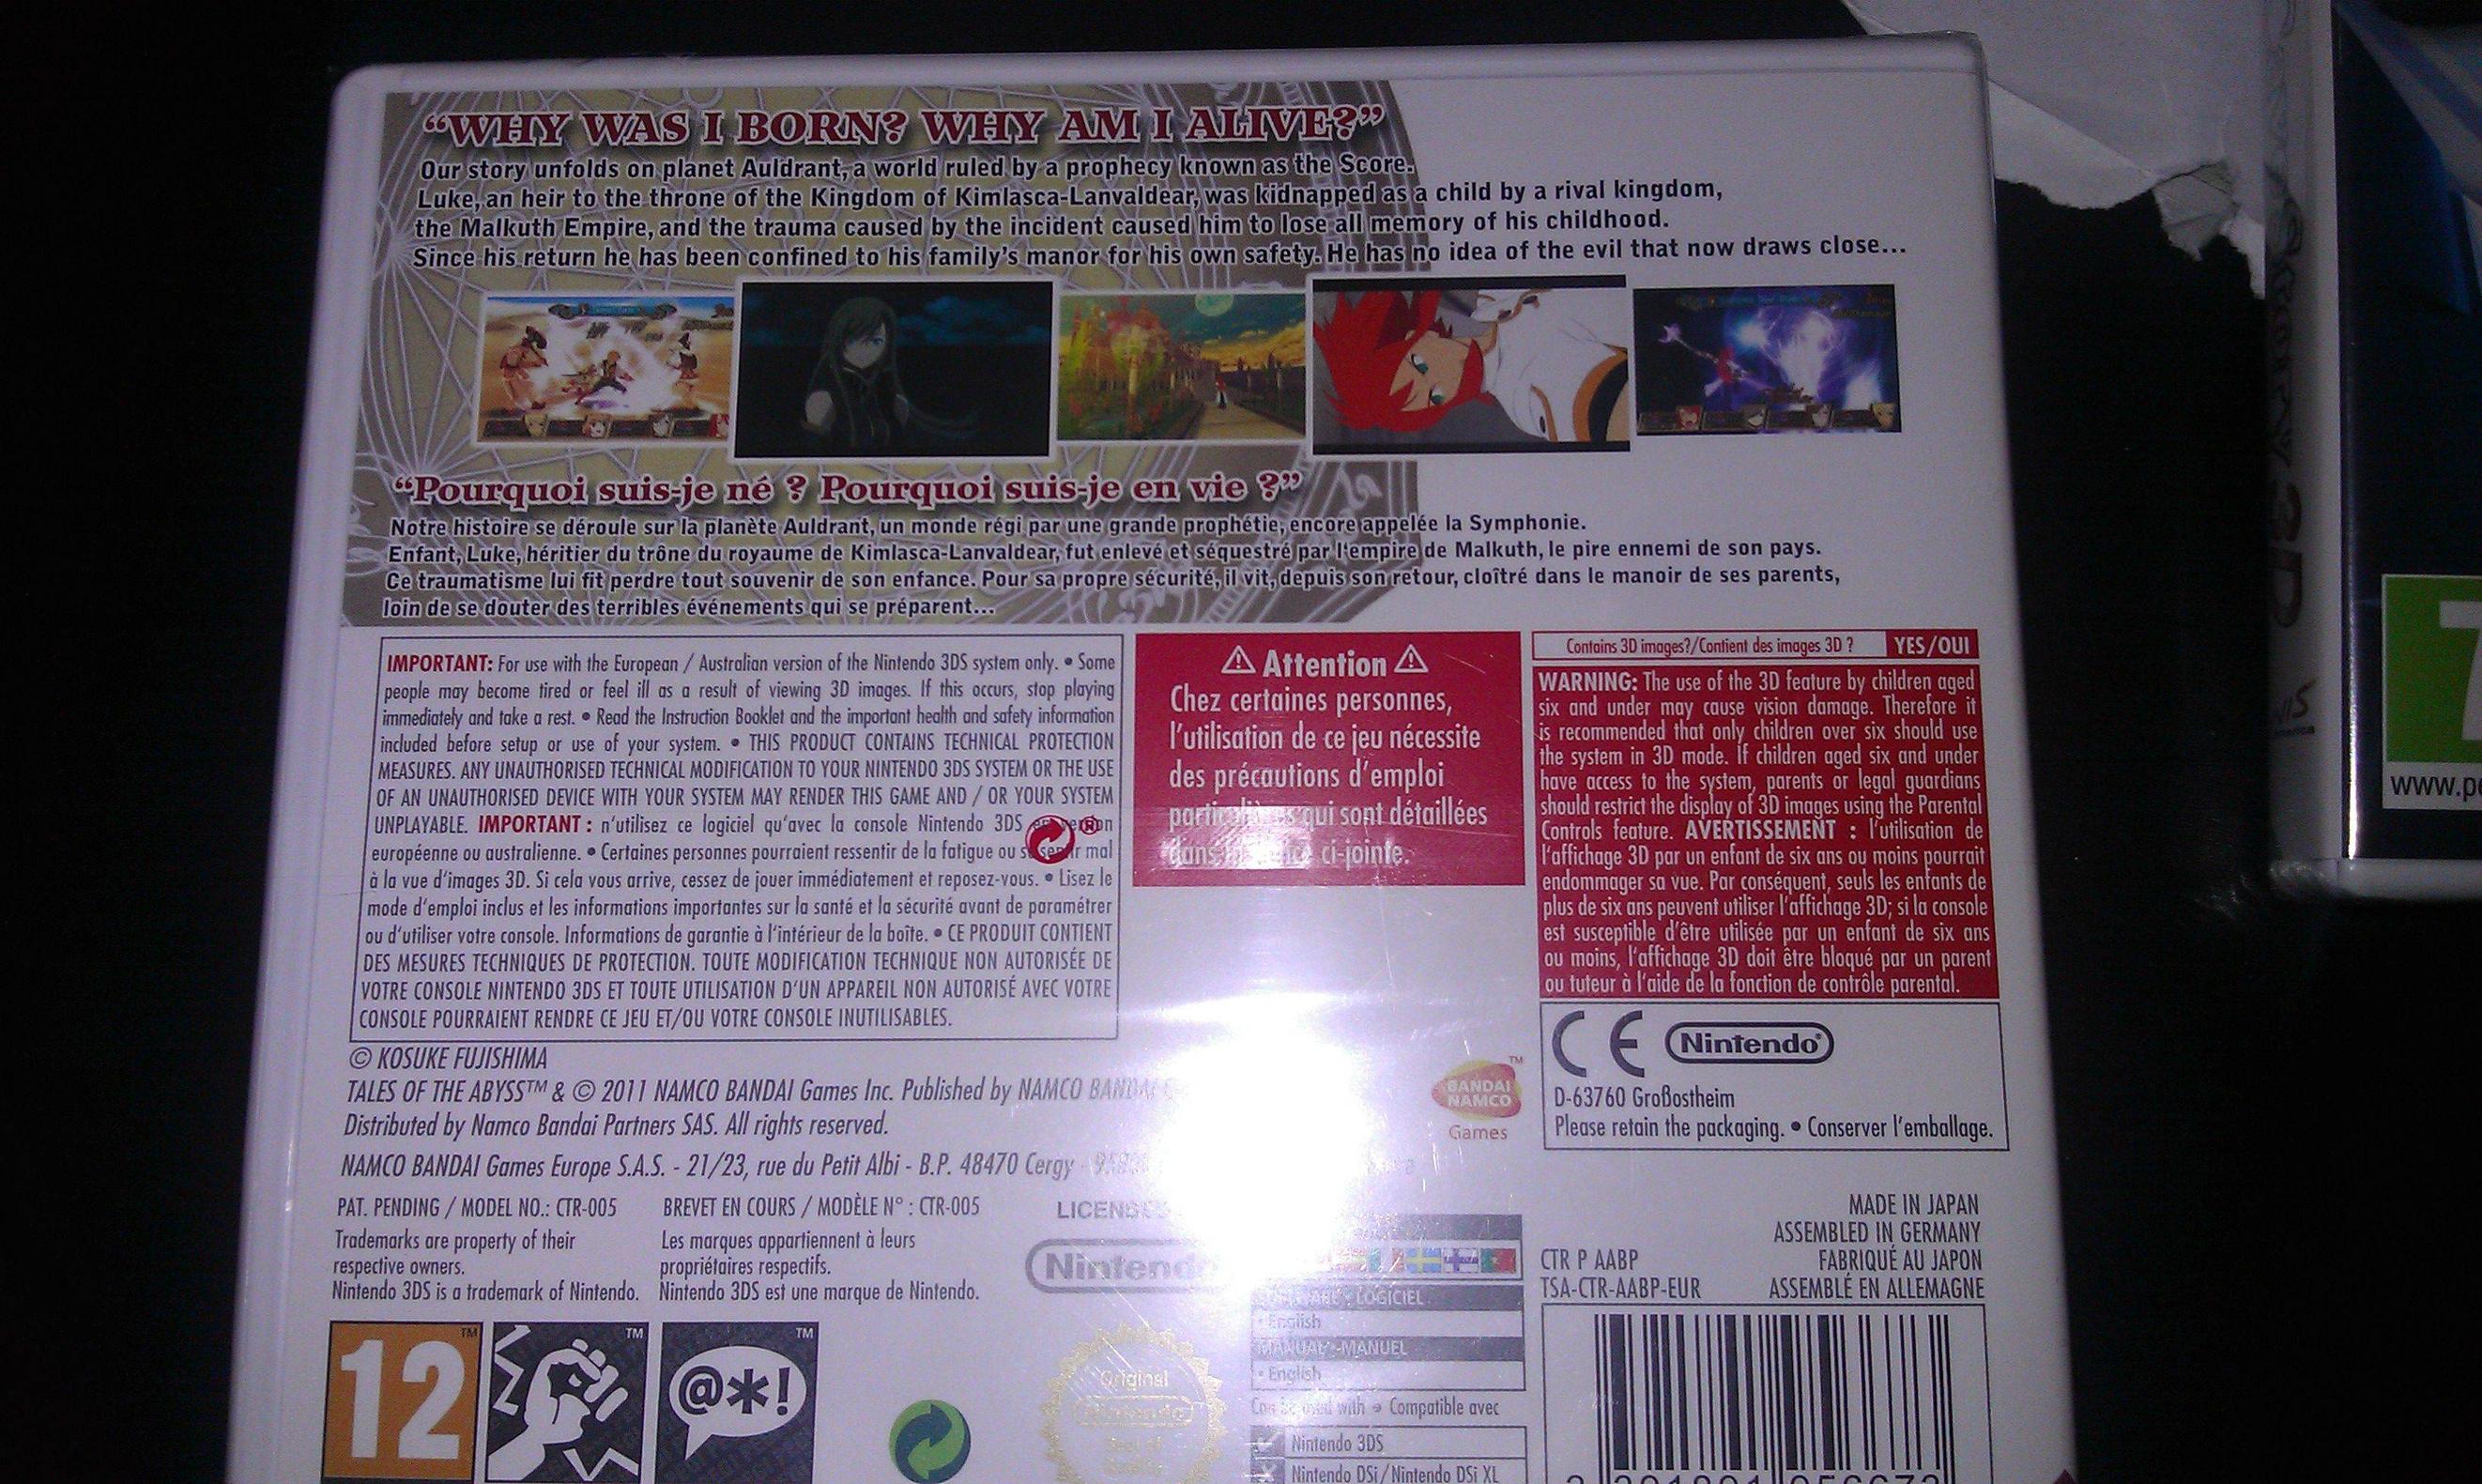 “WHY WAS I BORN? WHY AM I ALIVE?”
Our story unfolds on planet Auldrant, a world ruled by a prophecy known as the Score.
Luke, an heir to the throne of the Kingdom of Kimlasca-Lanvaldear, was kidnapped as a child by a rival kingdom,
the Malkuth Empire, and the trauma caused by the incident caused him to lose all memory of his childhood.
Since his return he has been confined to his family's manor for his own safety. He has no idea of the evil that now draws close...
“Pourquoi suis-je né ? Pourquoi suis-je en vie ?”
Notre histoire se déroule sur la planète Auldrant, un monde régi par une grande prophétie, encore appelée la Symphonie.
Enfant, Luke, héritier du trône du royaume de Kimlasca-Lanvaldear, fut enlevé et séquestré par l'empire de Malkuth, le pire ennemi de son pays.
Ce traumatisme lui fit perdre tout souvenir de son enfance. Pour sa propre sécurité, il vit, depuis son retour, cloîtré dans le manoir de ses parents,
loin de se douter des terribles événements qui se préparent...
IMPORTANT: For use with the European / Australian version of the Nintendo 3DS system only. • Some
people may become tired or feel ill as a result of viewing 3D images. If this occurs, stop playing
immediately and take a rest. • Read the Instruction Booklet and the important health and safety information
included before setup or use of your system. • THIS PRODUCT CONTAINS TECHNICAL PROTECTION
MEASURES. ANY UNAUTHORISED TECHNICAL MODIFICATION TO YOUR NINTENDO 3DS SYSTEM OR THE USE
OF AN UNAUTHORISED DEVICE WITH YOUR SYSTEM MAY RENDER THIS GAME AND / OR YOUR SYSTEM
UNPLAYABLE. IMPORTANT : n'utilisez ce logiciel qu'avec la console Nintendo 3DS en version
européenne ou australienne. • Certaines personnes pourraient ressentir de la fatigue ou se sentir mal
à la vue d'images 3D. Si cela vous arrive, cessez de jouer immédiatement et reposez-vous. • Lisez le
mode d'emploi inclus et les informations importantes sur la santé et la sécurité avant de paramétrer
ou d'utiliser votre console. Informations de garantie à l'intérieur de la boîte. • CE PRODUIT CONTIENT
DES MESURES TECHNIQUES DE PROTECTION. TOUTE MODIFICATION TECHNIQUE NON AUTORISÉE DE
VOTRE CONSOLE NINTENDO 3DS ET TOUTE UTILISATION D'UN APPAREIL NON AUTORISÉ AVEC VOTRE
CONSOLE POURRAIENT RENDRE CE JEU ET/OU VOTRE CONSOLE INUTILISABLES.
⚠ Attention ⚠
Chez certaines personnes,
l'utilisation de ce jeu nécessite
des précautions d'emploi
particulières qui sont détaillées
dans ci-jointe.
Contains 3D images?/Contient des images 3D ? YES/OUI
WARNING: The use of the 3D feature by children aged
six and under may cause vision damage. Therefore it
is recommended that only children over six should use
the system in 3D mode. If children aged six and under
have access to the system, parents or legal guardians
should restrict the display of 3D images using the Parental
Controls feature. AVERTISSEMENT : l'utilisation de
l'affichage 3D par un enfant de six ans ou moins pourrait
endommager sa vue. Par conséquent, seuls les enfants de
plus de six ans peuvent utiliser l'affichage 3D; si la console
est susceptible d'être utilisée par un enfant de six ans
ou moins, l'affichage 3D doit être bloqué par un parent
ou tuteur à l'aide de la fonction de contrôle parental.
CE Nintendo®
D-63760 Großostheim
Please retain the packaging. • Conserver l'emballage.
© KOSUKE FUJISHIMA
TALES OF THE ABYSS™ & © 2011 NAMCO BANDAI Games Inc. Published by NAMCO BANDAI
Distributed by Namco Bandai Partners SAS. All rights reserved.
NAMCO BANDAI Games Europe S.A.S. - 21/23, rue du Petit Albi - B.P. 48470 Cergy -
BANDAI
NAMCO
Games
™
PAT. PENDING / MODEL NO.: CTR-005
Trademarks are property of their
respective owners.
Nintendo 3DS is a trademark of Nintendo.
BREVET EN COURS / MODÈLE N° : CTR-005
Les marques appartiennent à leurs
propriétaires respectifs.
Nintendo 3DS est une marque de Nintendo.
Nintendo
SOFTWARE - LOGICIEL
• English
MANUAL - MANUEL
• English
Can be used with • Compatible avec
Nintendo 3DS
Nintendo DSi/Nintendo DSi XL
Original
Nintendo
Seal of
MADE IN JAPAN
ASSEMBLED IN GERMANY
FABRIQUÉ AU JAPON
ASSEMBLÉ EN ALLEMAGNE
CTR P AABP
TSA-CTR-AABP-EUR
12 ™
™
@*! ™
7